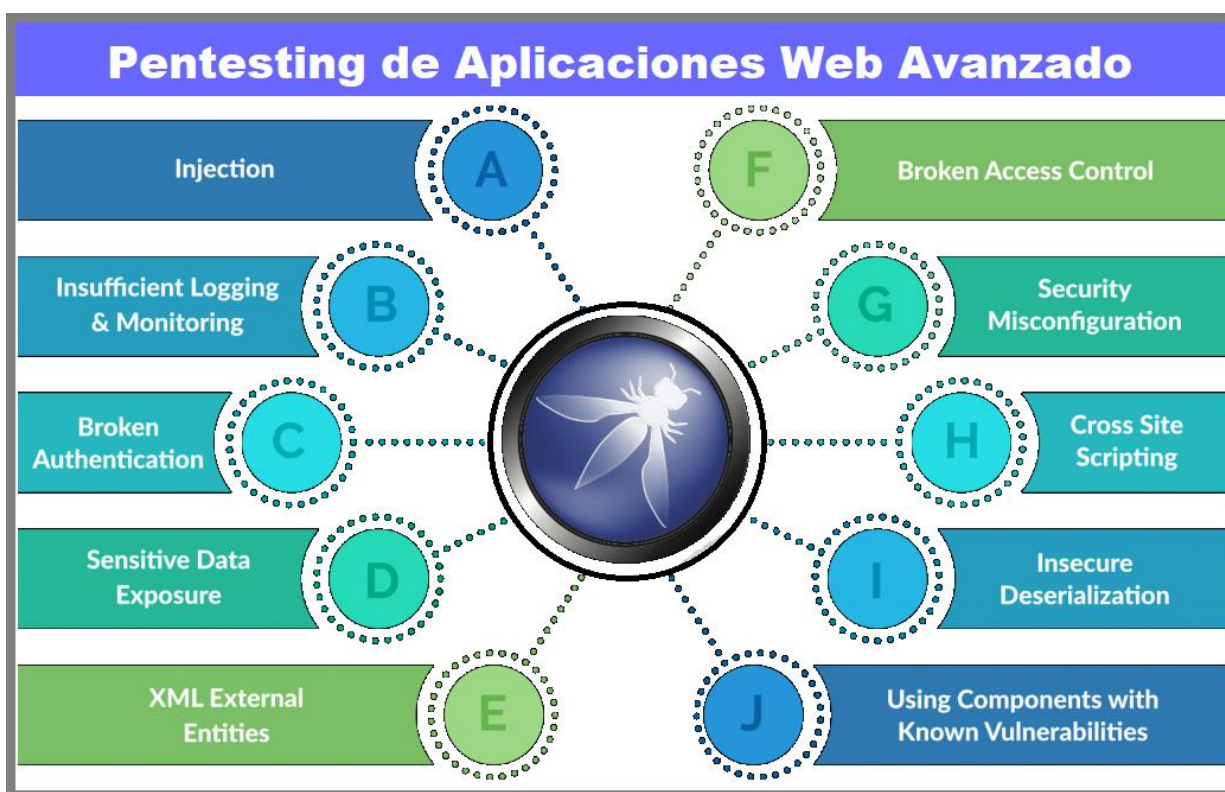 Pentesting de Aplicaciones Web Avanzado
Injection
A
Insufficient Logging
& Monitoring
B
Broken
Authentication
C
Sensitive Data
Exposure
D
XML External
Entities
E
F
Broken Access Control
G
Security
Misconfiguration
H
Cross Site
Scripting
I
Insecure
Deserialization
J
Using Components with
Known Vulnerabilities